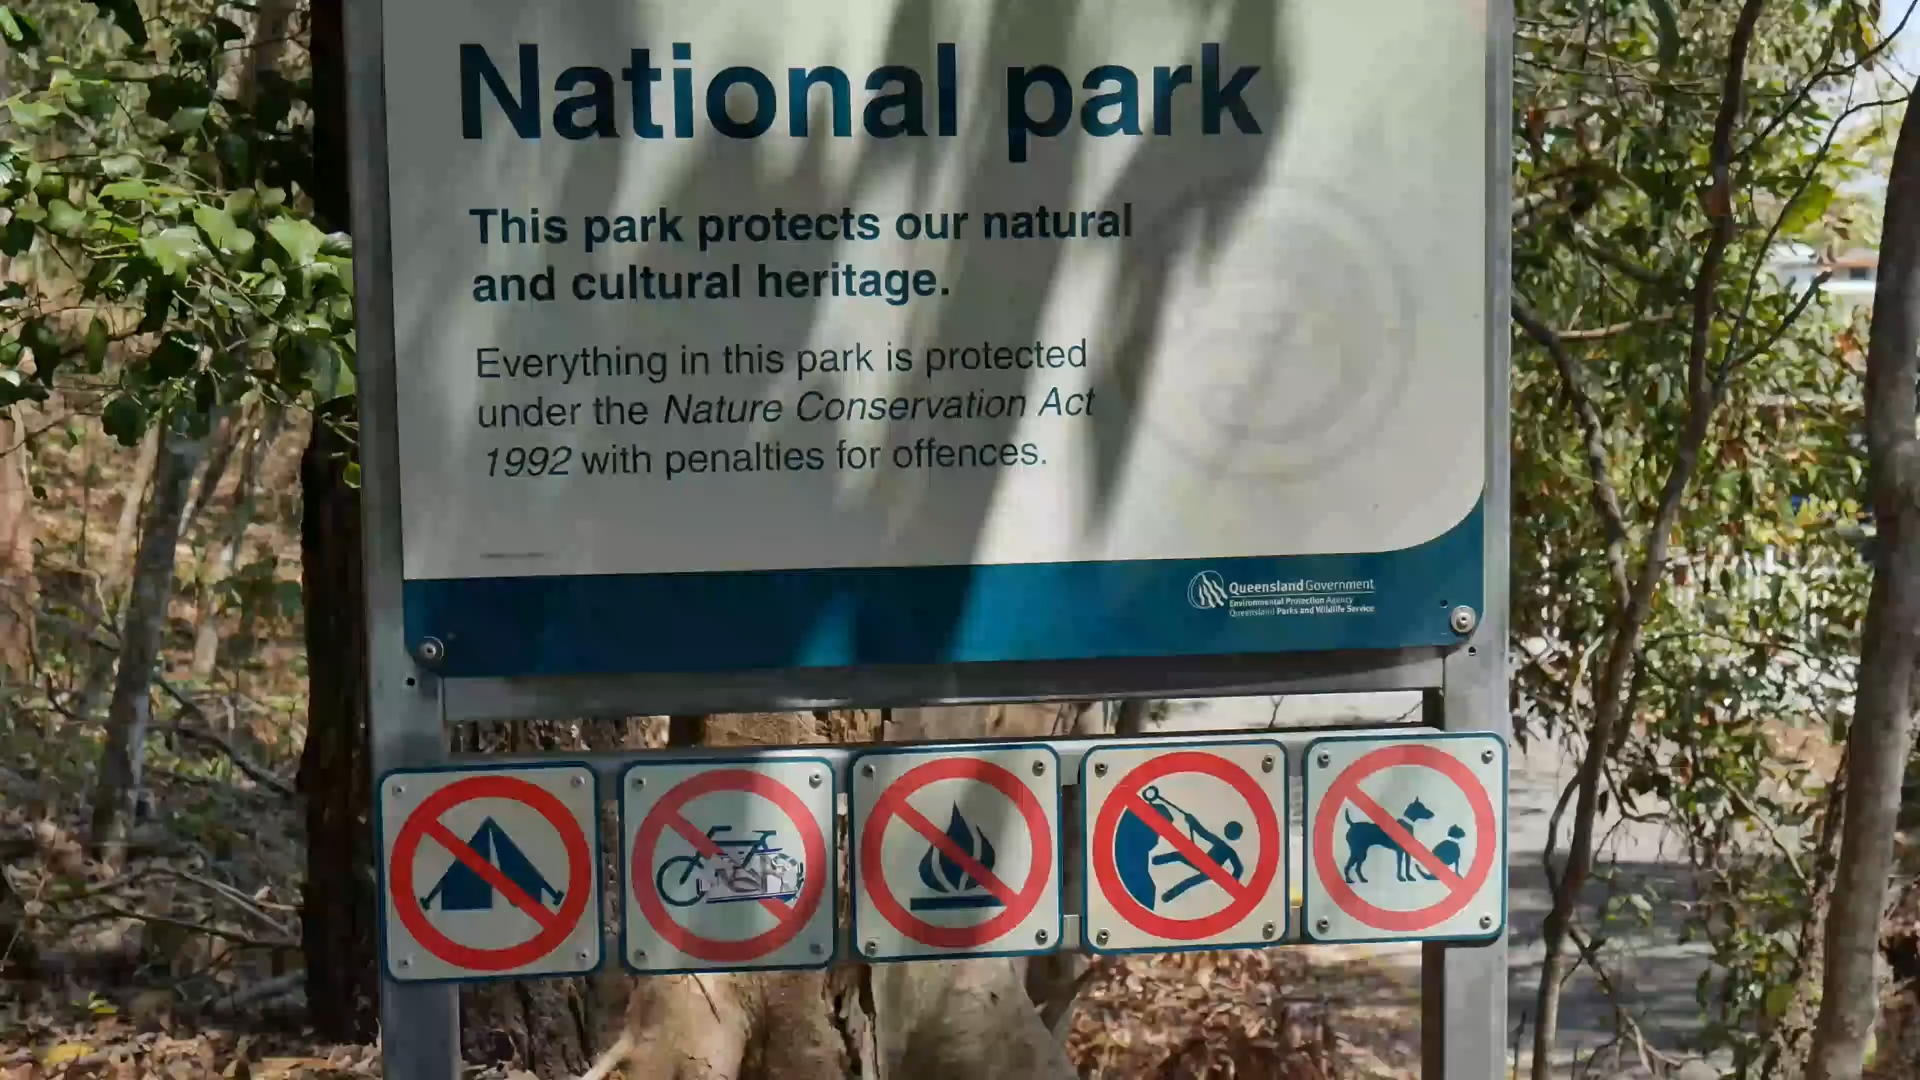 National park
This park protects our natural
and cultural heritage.
Everything in this park is protected
under the Nature Conservation Act
1992 with penalties for offences.
Queensland Government
Environmental Protection Agency
Queensland Parks and Wildlife Service